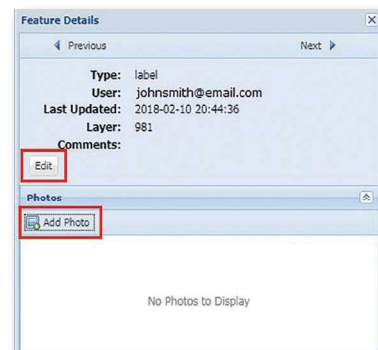 Feature Details
Previous Next
Type: label
User: johnsmith@email.com
Last Updated: 2018-02-10 20:44:36
Layer: 981
Comments:
Edit
Photos
Add Photo
No Photos to Display